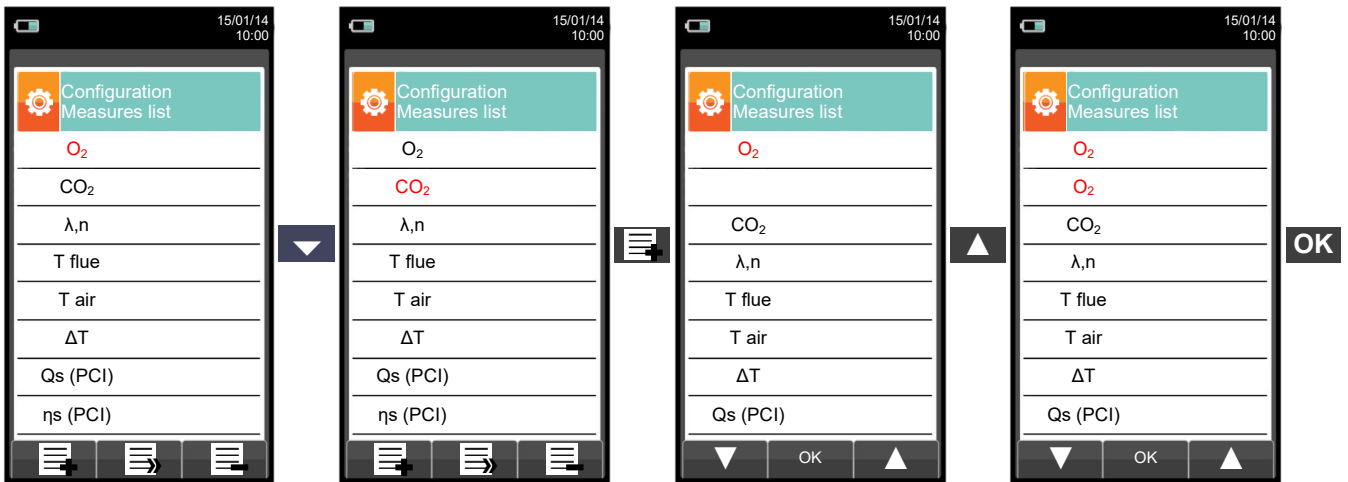 15/01/14
10:00
Configuration
Measures list
O₂
CO₂
λ,n
T flue
T air
ΔT
Qs (PCI)
ηs (PCI)
15/01/14
10:00
Configuration
Measures list
O₂
CO₂
λ,n
T flue
T air
ΔT
Qs (PCI)
ηs (PCI)
15/01/14
10:00
Configuration
Measures list
O₂
CO₂
λ,n
T flue
T air
ΔT
Qs (PCI)
OK
15/01/14
10:00
Configuration
Measures list
O₂
O₂
CO₂
λ,n
T flue
T air
ΔT
Qs (PCI)
OK
OK